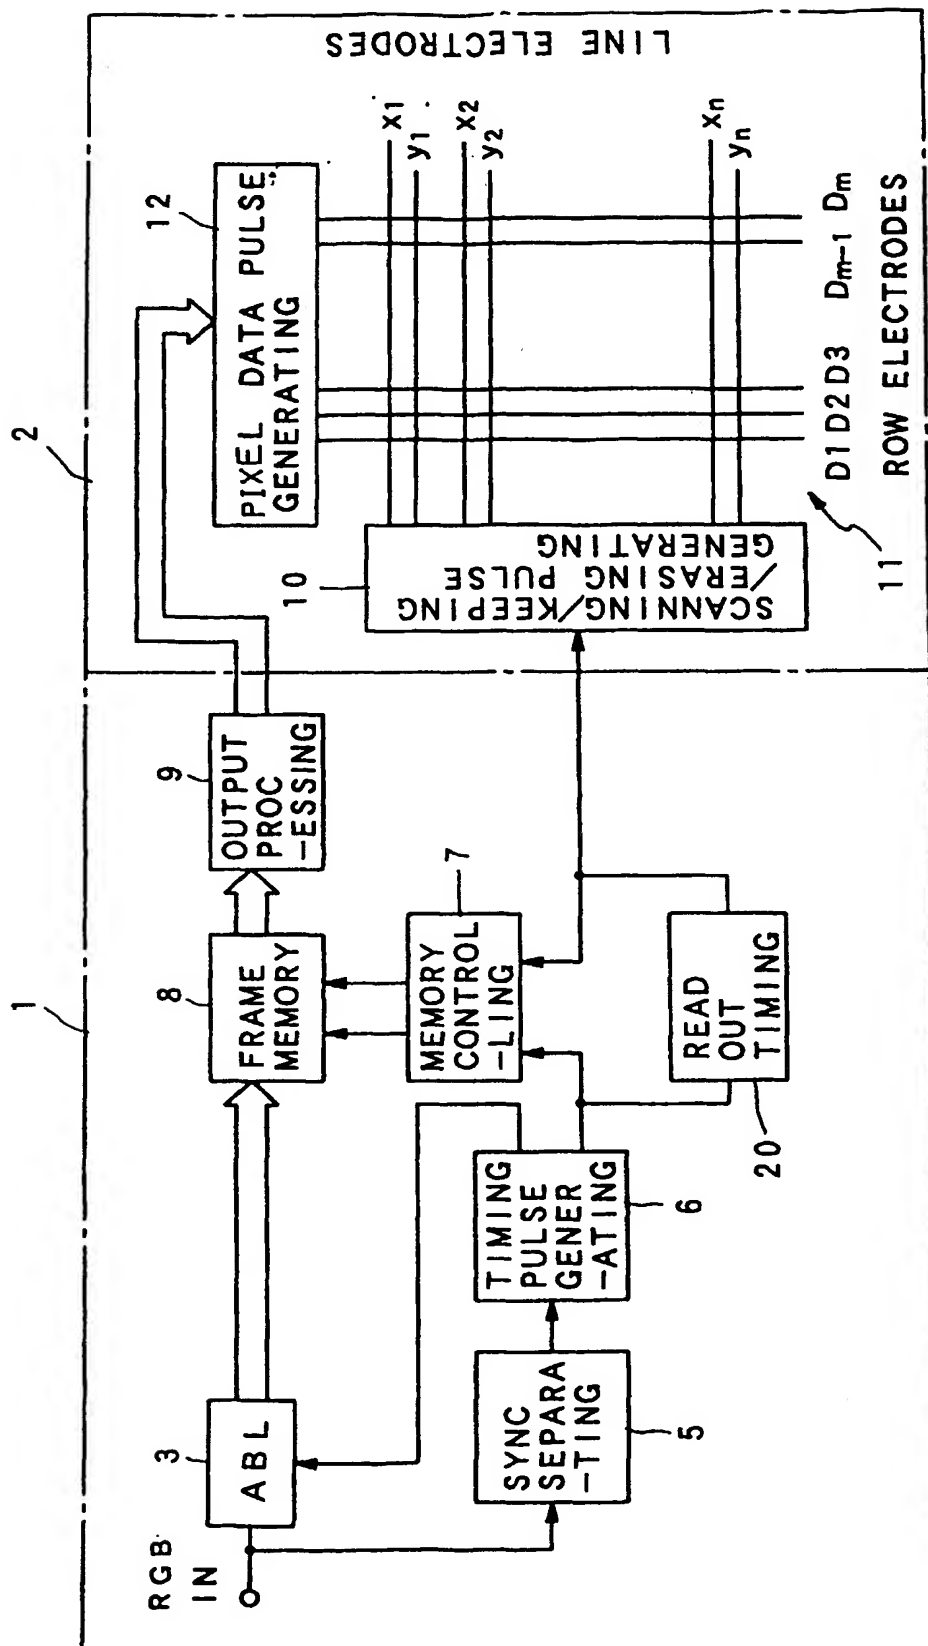 1
2
RGB
IN
3
ABL
8
FRAME
MEMORY
9
OUTPUT
PROC
-ESSING
12
PIXEL DATA PULSE
GENERATING
5
SYNC
SEPARA
-TING
6
TIMING
PULSE
GENER
-ATING
7
MEMORY
CONTROL
-LING
20
READ
OUT
TIMING
10
SCANNING/KEEPING
/ERASING PULSE
GENERATING
x1
y1
x2
y2
xn
yn
LINE ELECTRODES
11
D1 D2 D3 Dm-1 Dm
ROW ELECTRODES